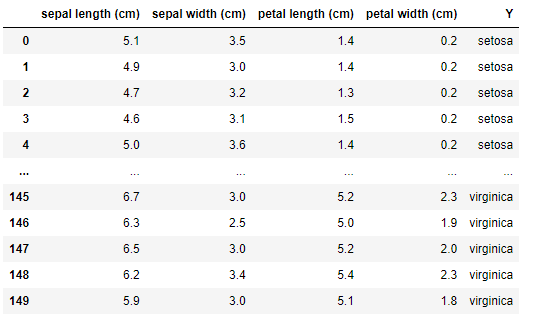 sepal length (cm) sepal width (cm) petal length (cm) petal width (cm) Y
0 5.1 3.5 1.4 0.2 setosa
1 4.9 3.0 1.4 0.2 setosa
2 4.7 3.2 1.3 0.2 setosa
3 4.6 3.1 1.5 0.2 setosa
4 5.0 3.6 1.4 0.2 setosa
... ... ... ... ... ...
145 6.7 3.0 5.2 2.3 virginica
146 6.3 2.5 5.0 1.9 virginica
147 6.5 3.0 5.2 2.0 virginica
148 6.2 3.4 5.4 2.3 virginica
149 5.9 3.0 5.1 1.8 virginica